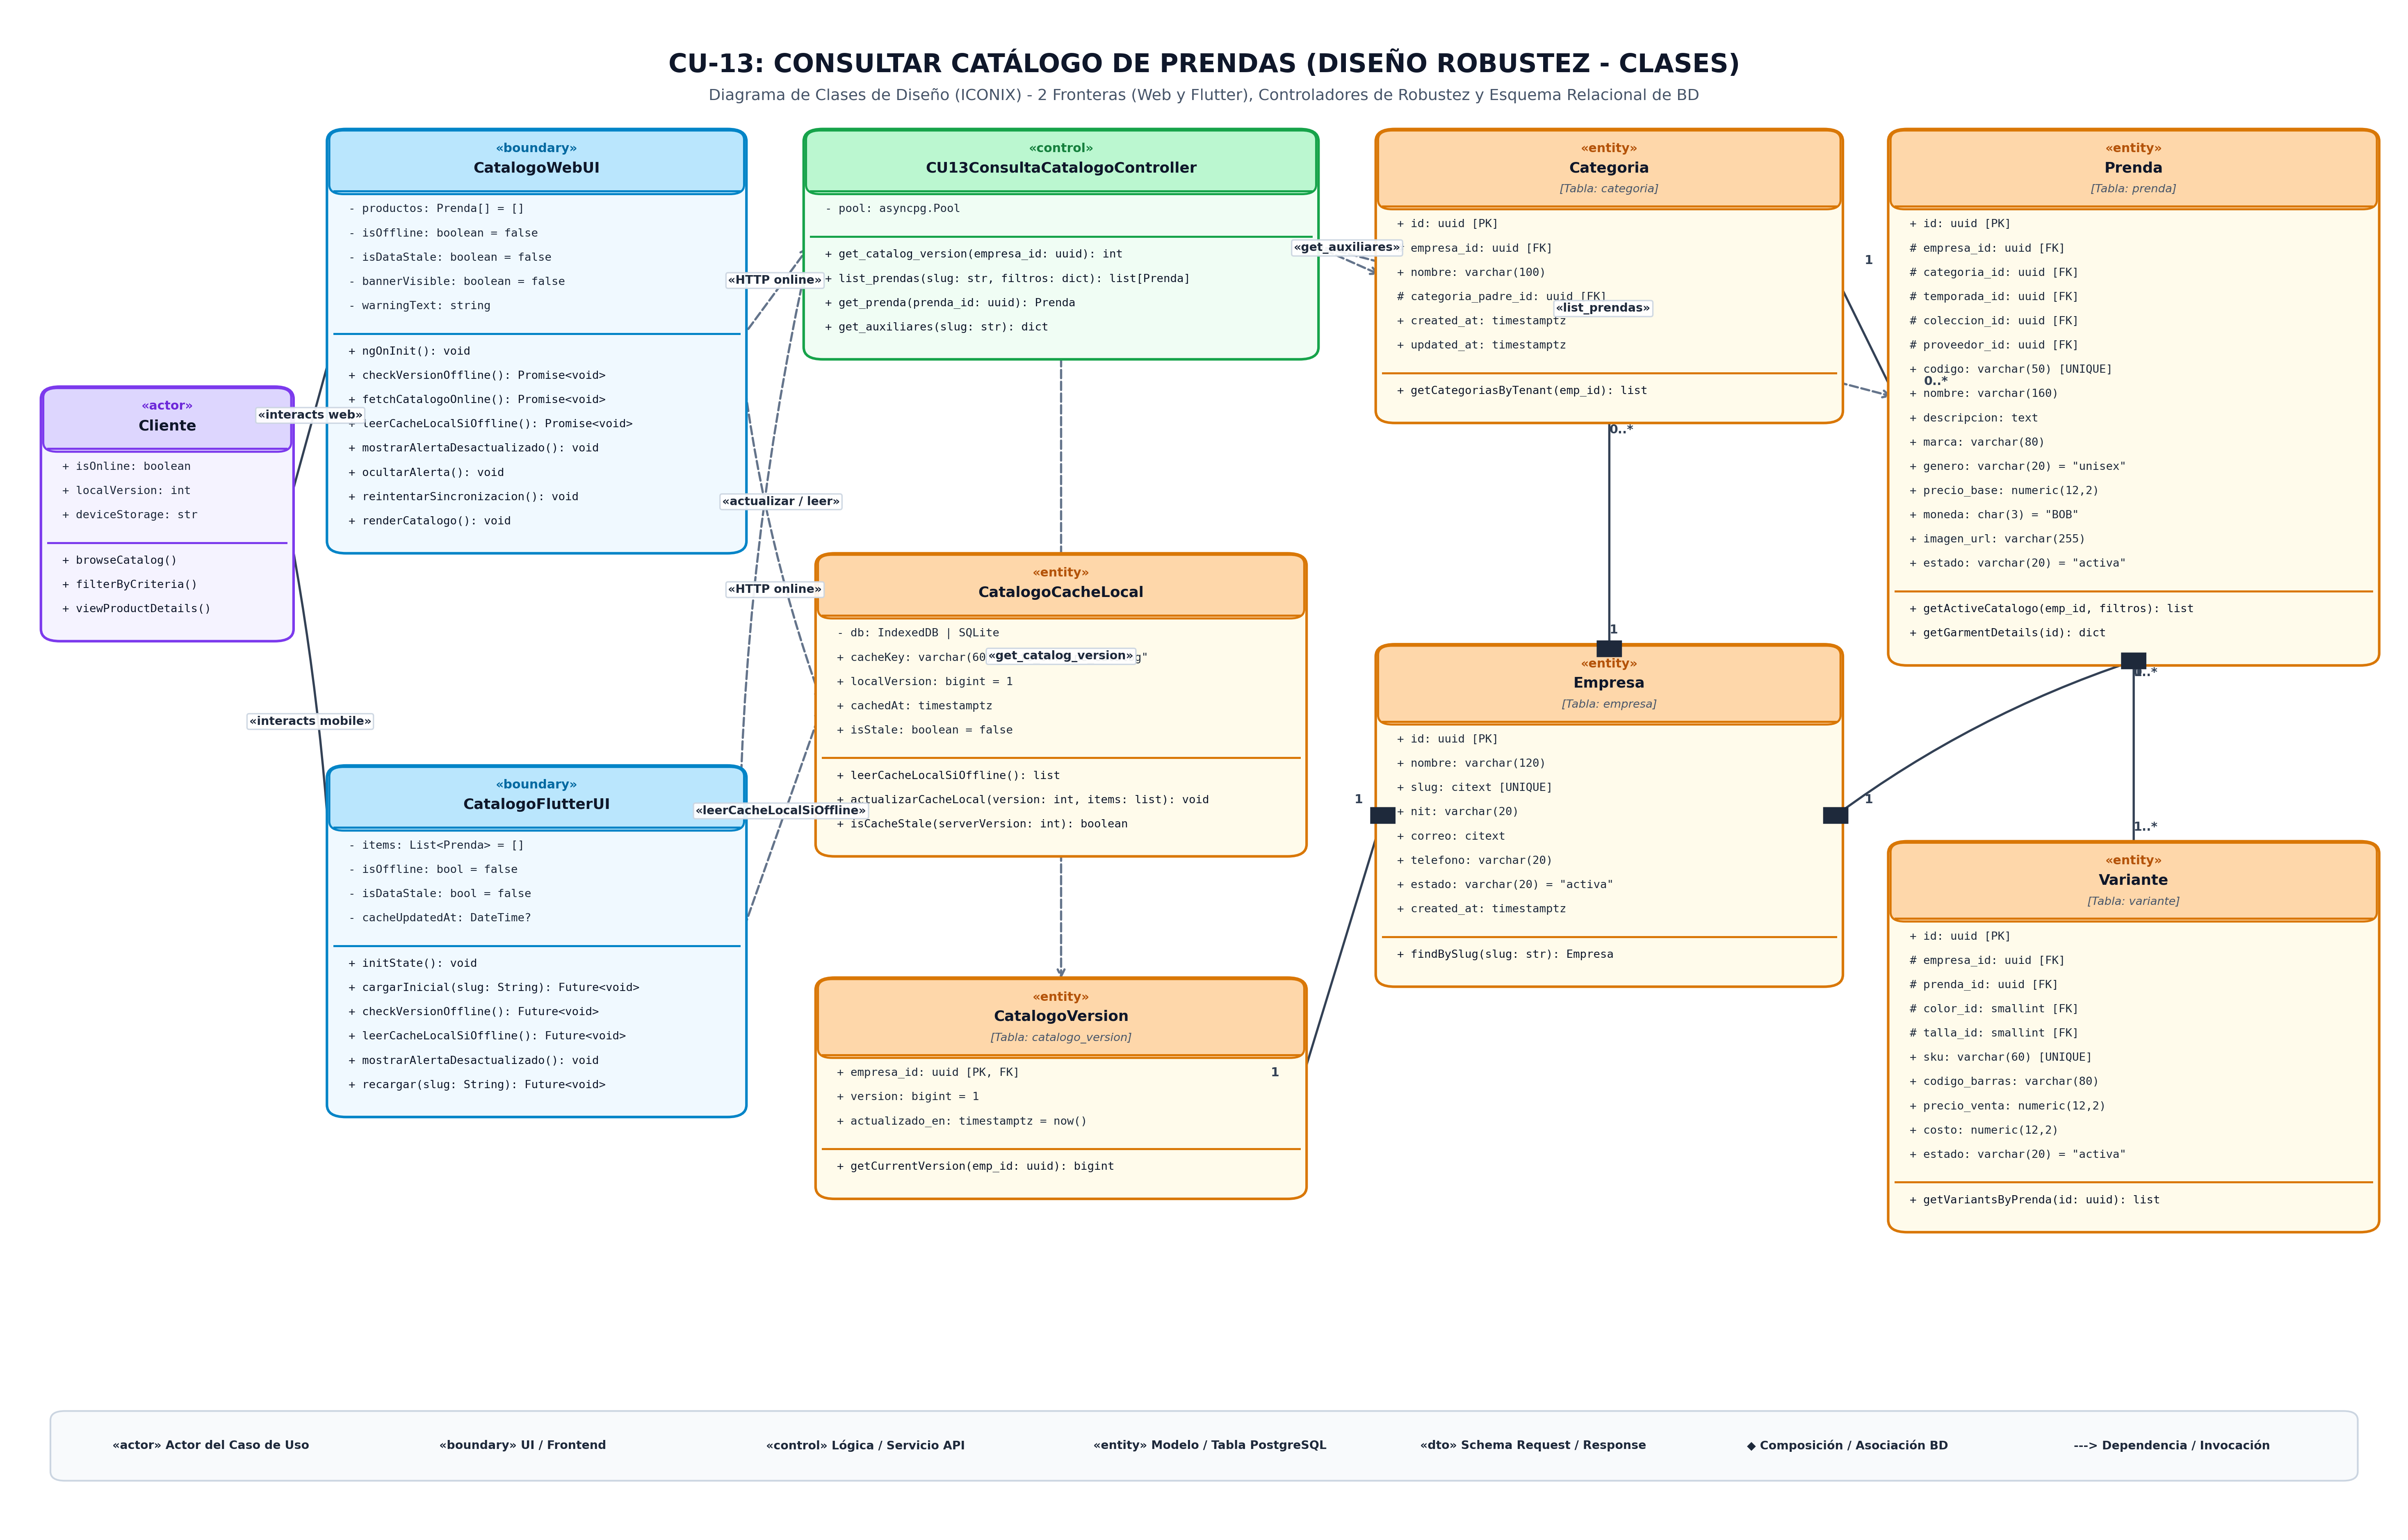 CU-13: CONSULTAR CATÁLOGO DE PRENDAS (DISEÑO ROBUSTEZ - CLASES)
Diagrama de Clases de Diseño (ICONIX) - 2 Fronteras (Web y Flutter), Controladores de Robustez y Esquema Relacional de BD
«actor»
Cliente
+ isOnline: boolean
+ localVersion: int
+ deviceStorage: str
+ browseCatalog()
+ filterByCriteria()
+ viewProductDetails()
«interacts web»
«interacts mobile»
«boundary»
CatalogoWebUI
- productos: Prenda[] = []
- isOffline: boolean = false
- isDataStale: boolean = false
- bannerVisible: boolean = false
- warningText: string
+ ngOnInit(): void
+ checkVersionOffline(): Promise<void>
+ fetchCatalogoOnline(): Promise<void>
+ leerCacheLocalSiOffline(): Promise<void>
+ mostrarAlertaDesactualizado(): void
+ ocultarAlerta(): void
+ reintentarSincronizacion(): void
+ renderCatalogo(): void
«boundary»
CatalogoFlutterUI
- items: List<Prenda> = []
- isOffline: bool = false
- isDataStale: bool = false
- cacheUpdatedAt: DateTime?
+ initState(): void
+ cargarInicial(slug: String): Future<void>
+ checkVersionOffline(): Future<void>
+ leerCacheLocalSiOffline(): Future<void>
+ mostrarAlertaDesactualizado(): void
+ recargar(slug: String): Future<void>
«HTTP online»
«actualizar / leer»
«HTTP online»
«leerCacheLocalSiOffline»
«control»
CU13ConsultaCatalogoController
- pool: asyncpg.Pool
+ get_catalog_version(empresa_id: uuid): int
+ list_prendas(slug: str, filtros: dict): list[Prenda]
+ get_prenda(prenda_id: uuid): Prenda
+ get_auxiliares(slug: str): dict
«entity»
CatalogoCacheLocal
- db: IndexedDB | SQLite
+ cacheKey: varchar(60 «get_catalog_version» g"
+ localVersion: bigint = 1
+ cachedAt: timestamptz
+ isStale: boolean = false
+ leerCacheLocalSiOffline(): list
+ actualizarCacheLocal(version: int, items: list): void
+ isCacheStale(serverVersion: int): boolean
«entity»
CatalogoVersion
[Tabla: catalogo_version]
+ empresa_id: uuid [PK, FK]
1
+ version: bigint = 1
+ actualizado_en: timestamptz = now()
+ getCurrentVersion(emp_id: uuid): bigint
«get_auxiliares»
«entity»
Categoria
[Tabla: categoria]
+ id: uuid [PK]
empresa_id: uuid [FK]
+ nombre: varchar(100)
# categoria_padre_id: uuid [FK]
«list_prendas»
+ created_at: timestamptz
+ updated_at: timestamptz
+ getCategoriasByTenant(emp_id): list
0..*
1
«entity»
Empresa
[Tabla: empresa]
+ id: uuid [PK]
+ nombre: varchar(120)
+ slug: citext [UNIQUE]
1
+ nit: varchar(20)
+ correo: citext
+ telefono: varchar(20)
+ estado: varchar(20) = "activa"
+ created_at: timestamptz
+ findBySlug(slug: str): Empresa
1
1
«entity»
Prenda
[Tabla: prenda]
+ id: uuid [PK]
# empresa_id: uuid [FK]
# categoria_id: uuid [FK]
# temporada_id: uuid [FK]
# coleccion_id: uuid [FK]
# proveedor_id: uuid [FK]
+ codigo: varchar(50) [UNIQUE]
0..*
+ nombre: varchar(160)
+ descripcion: text
+ marca: varchar(80)
+ genero: varchar(20) = "unisex"
+ precio_base: numeric(12,2)
+ moneda: char(3) = "BOB"
+ imagen_url: varchar(255)
+ estado: varchar(20) = "activa"
+ getActiveCatalogo(emp_id, filtros): list
+ getGarmentDetails(id): dict
1..*
«entity»
Variante
[Tabla: variante]
+ id: uuid [PK]
# empresa_id: uuid [FK]
# prenda_id: uuid [FK]
# color_id: smallint [FK]
# talla_id: smallint [FK]
+ sku: varchar(60) [UNIQUE]
+ codigo_barras: varchar(80)
+ precio_venta: numeric(12,2)
+ costo: numeric(12,2)
+ estado: varchar(20) = "activa"
+ getVariantsByPrenda(id: uuid): list
«actor» Actor del Caso de Uso
«boundary» UI / Frontend
«control» Lógica / Servicio API
«entity» Modelo / Tabla PostgreSQL
«dto» Schema Request / Response
◆ Composición / Asociación BD
---> Dependencia / Invocación